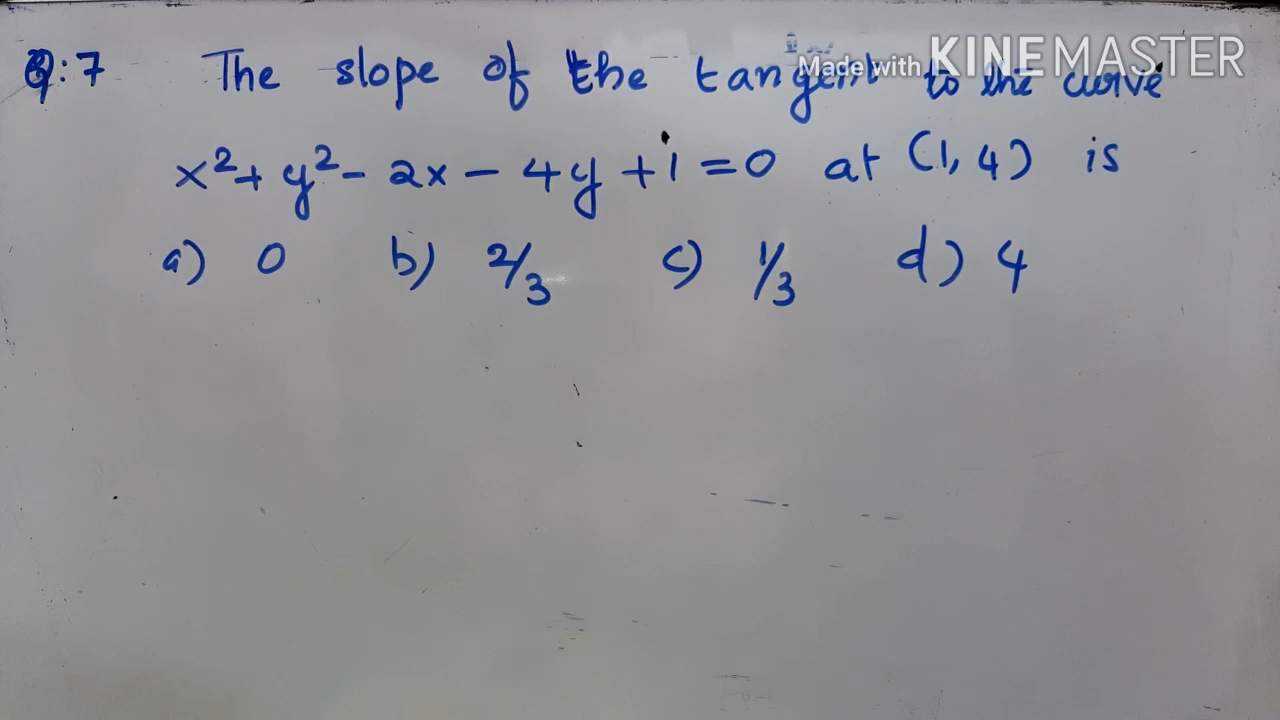 Q:7 The slope of the tangent to the curve
Made with KINEMASTER
x²+ y²- 2x - 4y + 1 = 0 at (1, 4) is
a) 0 b) 2/3 c) 1/3 d) 4